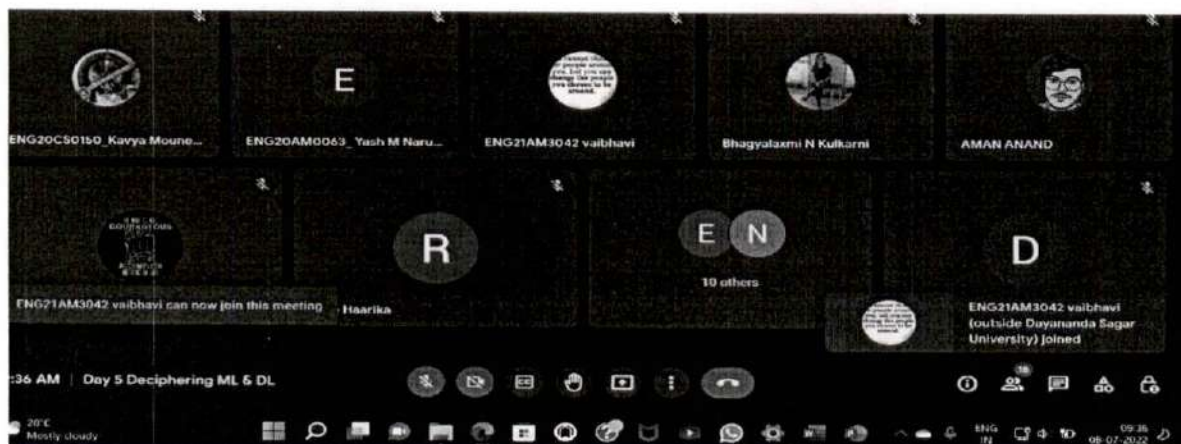 E
ENG20CS0150_Kavya Moune...
ENG20AM0063_Yash M Naru...
ENG21AM3042 vaibhavi
Bhagyalaxmi N Kulkarni
AMAN ANAND
R
E N
D
10 others
ENG21AM3042 vaibhavi can now join this meeting
Haarika
ENG21AM3042 vaibhavi
(outside Dayananda Sagar
University) joined
:36 AM | Day 5 Deciphering ML & DL
CC
20°C
Mostly cloudy
ENG
IN
09:36
08-07-2022